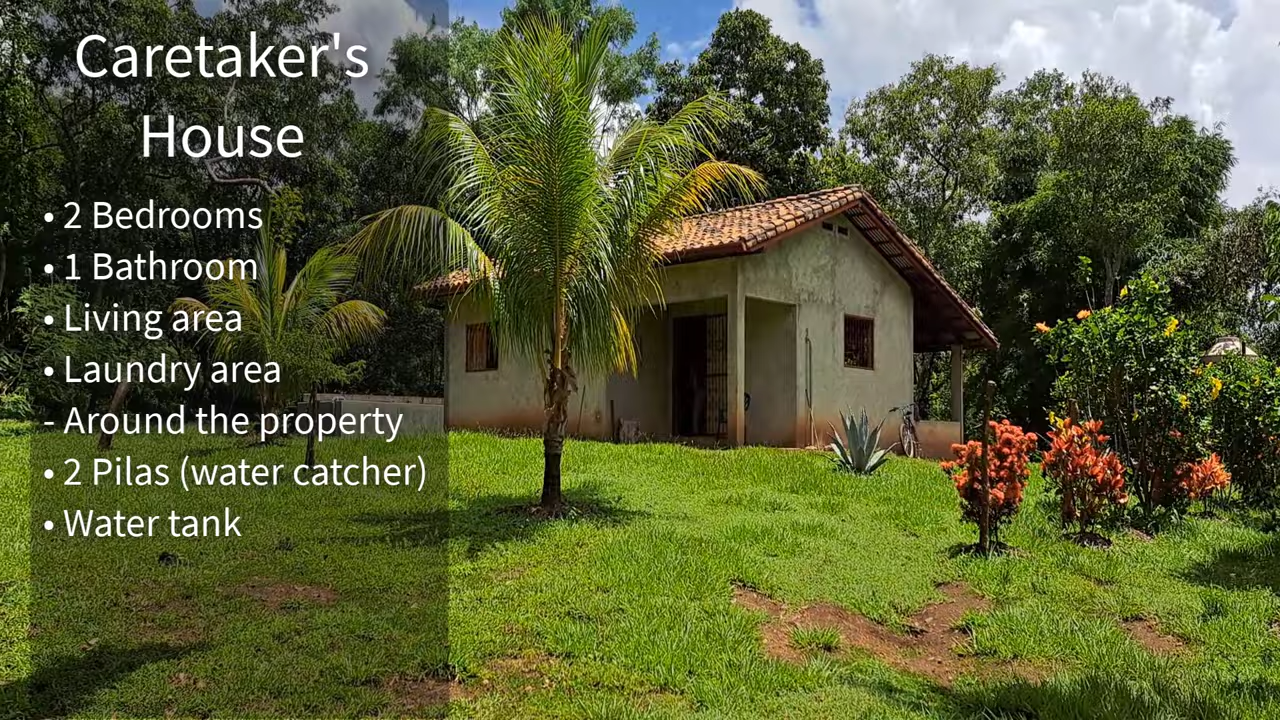 Caretaker's
House
• 2 Bedrooms
• 1 Bathroom
• Living area
• Laundry area
- Around the property
• 2 Pilas (water catcher)
• Water tank